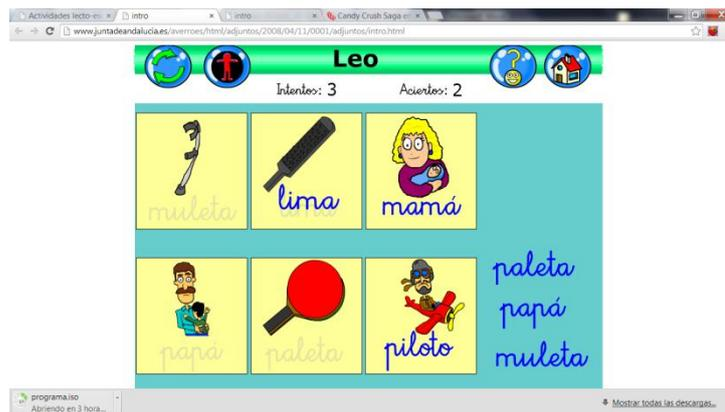 Actividades lecto-es
intro
intro
Candy Crush Saga e
www.juntadeandalucia.es/averroes/html/adjuntos/2008/04/11/0001/adjuntos/intro.html
Leo
Intentos: 3 Aciertos: 2
muleta
lima
lima
mamá
papá
paleta
piloto
paleta
papá
muleta
programa.iso
Abriendo en 3 hora...
Mostrar todas las descargas...